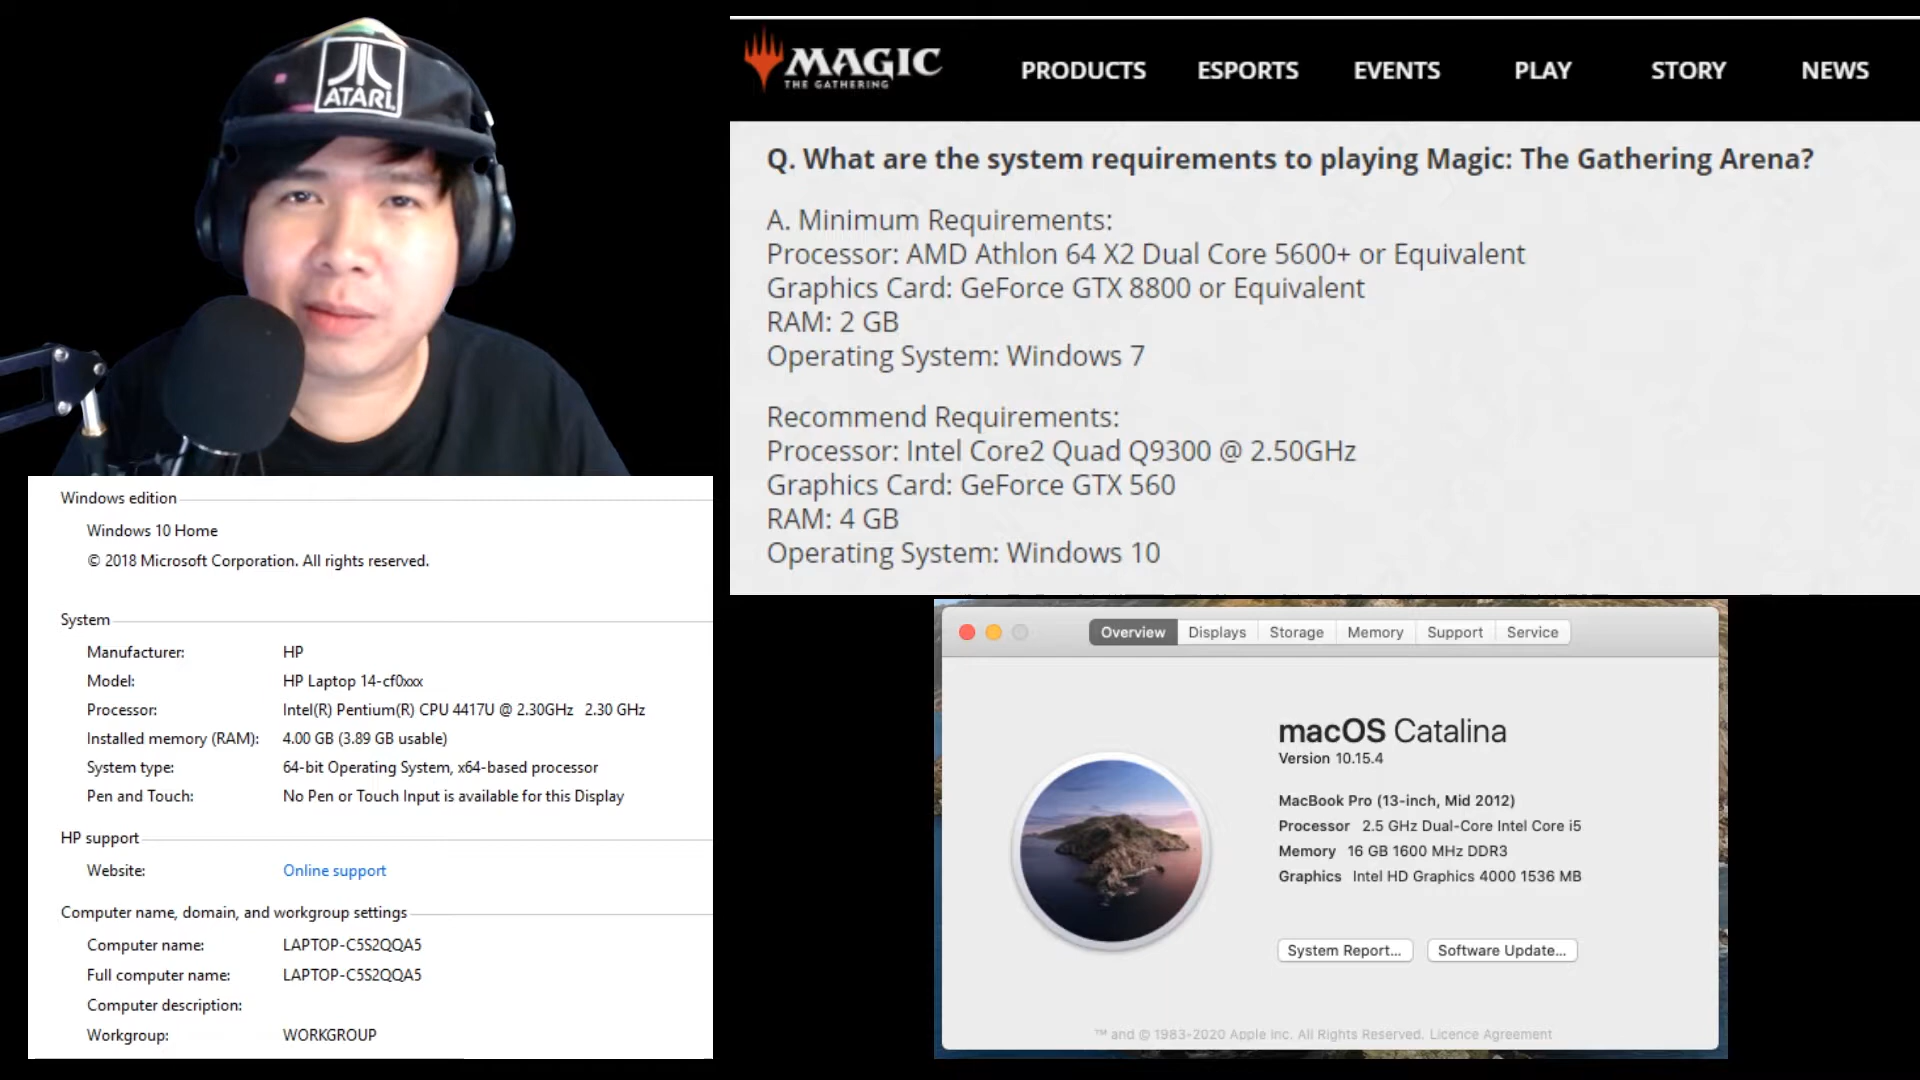 ATARI
MAGIC
THE GATHERING
PRODUCTS ESPORTS EVENTS PLAY STORY NEWS
Q. What are the system requirements to playing Magic: The Gathering Arena?
A. Minimum Requirements:
Processor: AMD Athlon 64 X2 Dual Core 5600+ or Equivalent
Graphics Card: GeForce GTX 8800 or Equivalent
RAM: 2 GB
Operating System: Windows 7
Recommend Requirements:
Processor: Intel Core2 Quad Q9300 @ 2.50GHz
Graphics Card: GeForce GTX 560
RAM: 4 GB
Operating System: Windows 10
Windows edition
Windows 10 Home
© 2018 Microsoft Corporation. All rights reserved.
System
Manufacturer: HP
Model: HP Laptop 14-cf0xxx
Processor: Intel(R) Pentium(R) CPU 4417U @ 2.30GHz 2.30 GHz
Installed memory (RAM): 4.00 GB (3.89 GB usable)
System type: 64-bit Operating System, x64-based processor
Pen and Touch: No Pen or Touch Input is available for this Display
HP support
Website: Online support
Computer name, domain, and workgroup settings
Computer name: LAPTOP-C5S2QQA5
Full computer name: LAPTOP-C5S2QQA5
Computer description:
Workgroup: WORKGROUP
Overview Displays Storage Memory Support Service
macOS Catalina
Version 10.15.4
MacBook Pro (13-inch, Mid 2012)
Processor 2.5 GHz Dual-Core Intel Core i5
Memory 16 GB 1600 MHz DDR3
Graphics Intel HD Graphics 4000 1536 MB
System Report... Software Update...
™ and © 1983-2020 Apple Inc. All Rights Reserved. Licence Agreement